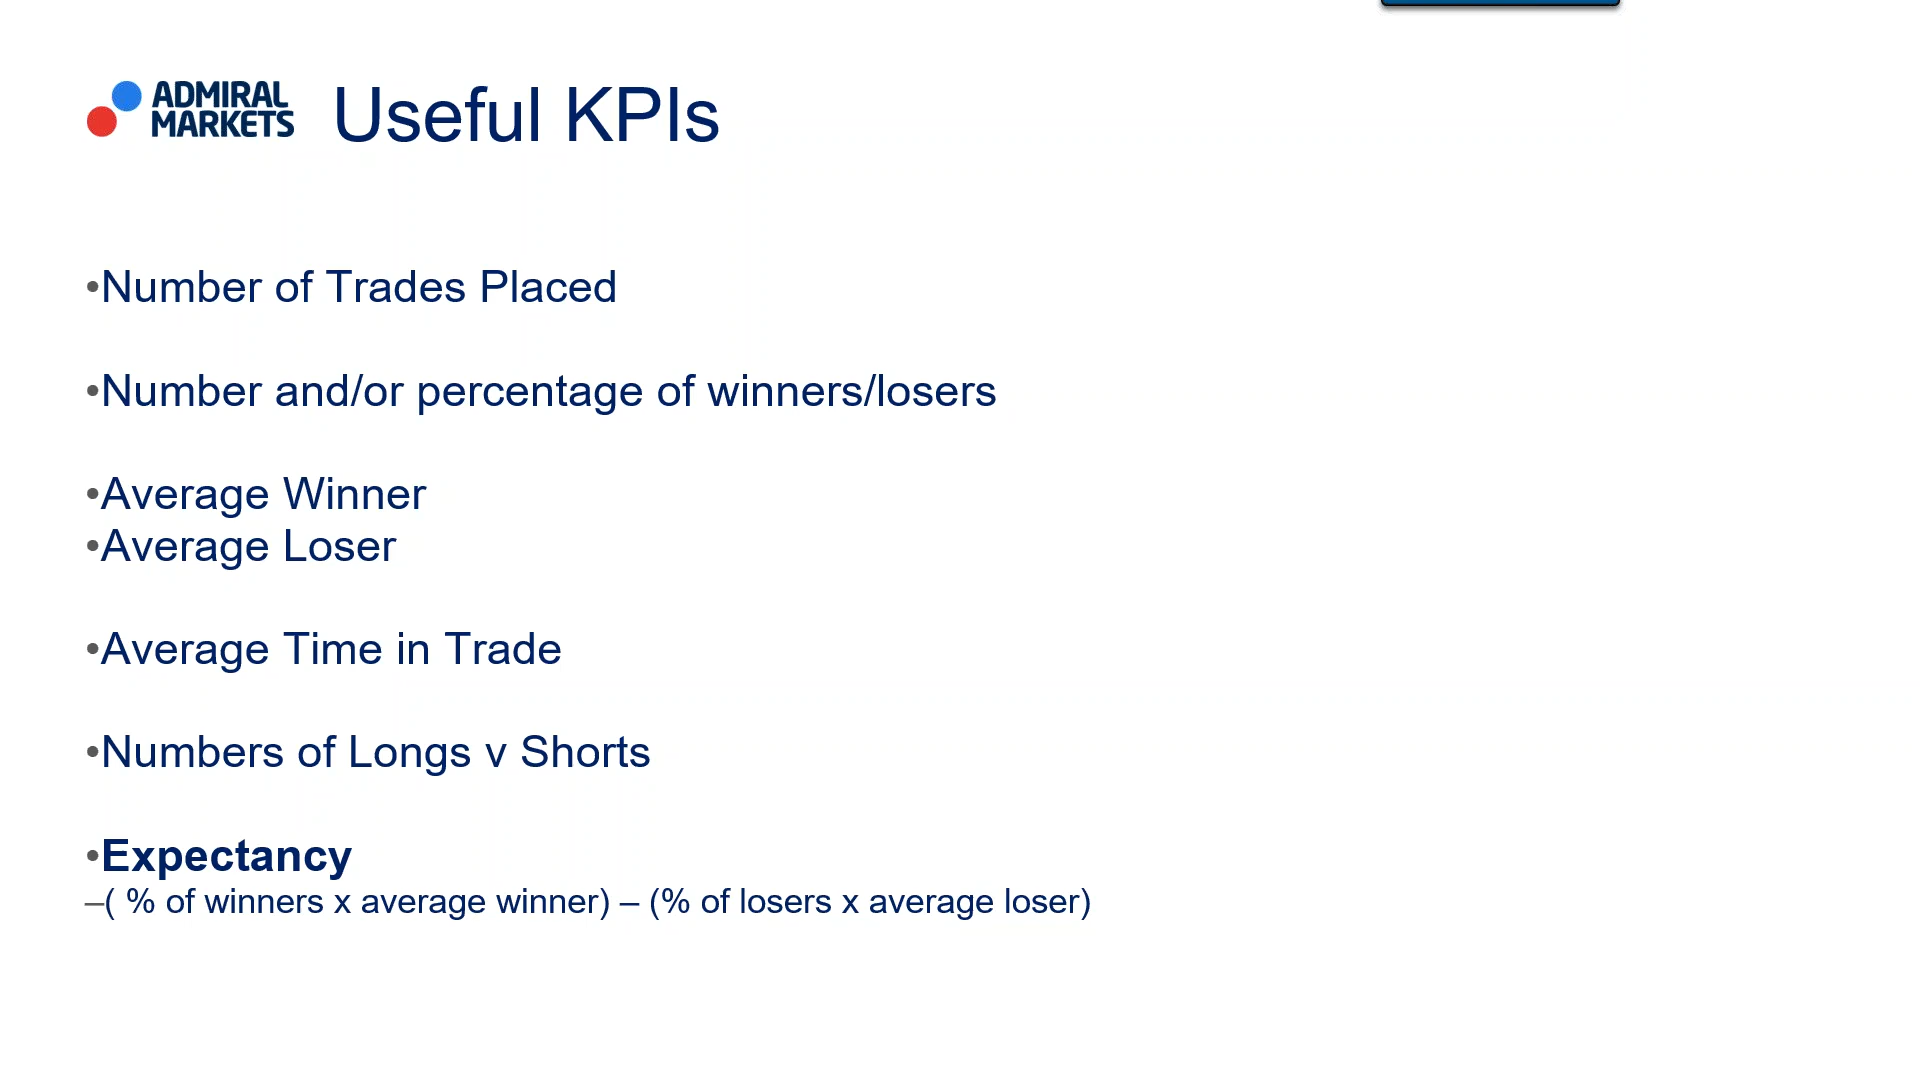 ADMIRAL
MARKETS
Useful KPIs
•Number of Trades Placed
•Number and/or percentage of winners/losers
•Average Winner
•Average Loser
•Average Time in Trade
•Numbers of Longs v Shorts
•Expectancy
–( % of winners x average winner) – (% of losers x average loser)